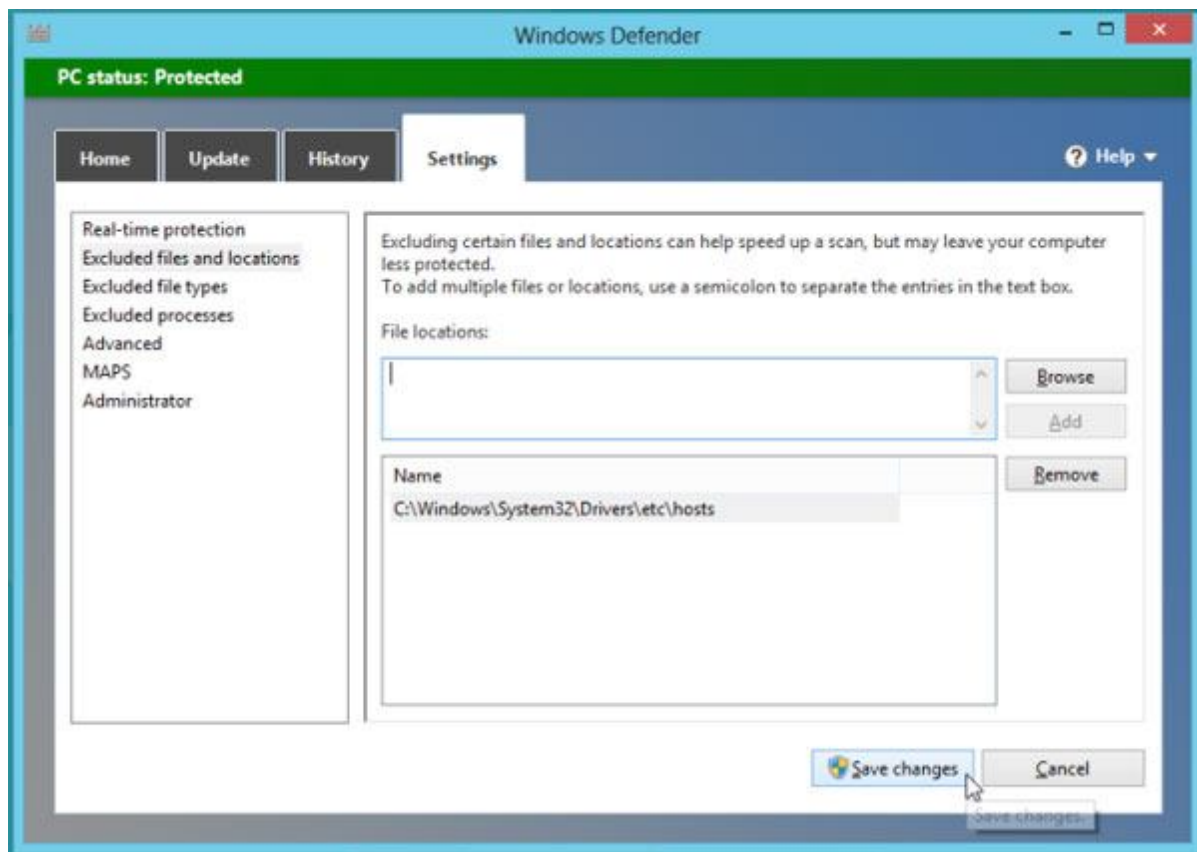 Windows Defender
PC status: Protected
Home
Update
History
Settings
Help
Real-time protection
Excluded files and locations
Excluded file types
Excluded processes
Advanced
MAPS
Administrator
Excluding certain files and locations can help speed up a scan, but may leave your computer
less protected.
To add multiple files or locations, use a semicolon to separate the entries in the text box.
File locations:
Browse
Add
Name
C:\Windows\System32\Drivers\etc\hosts
Remove
Save changes
Cancel
Save changes.